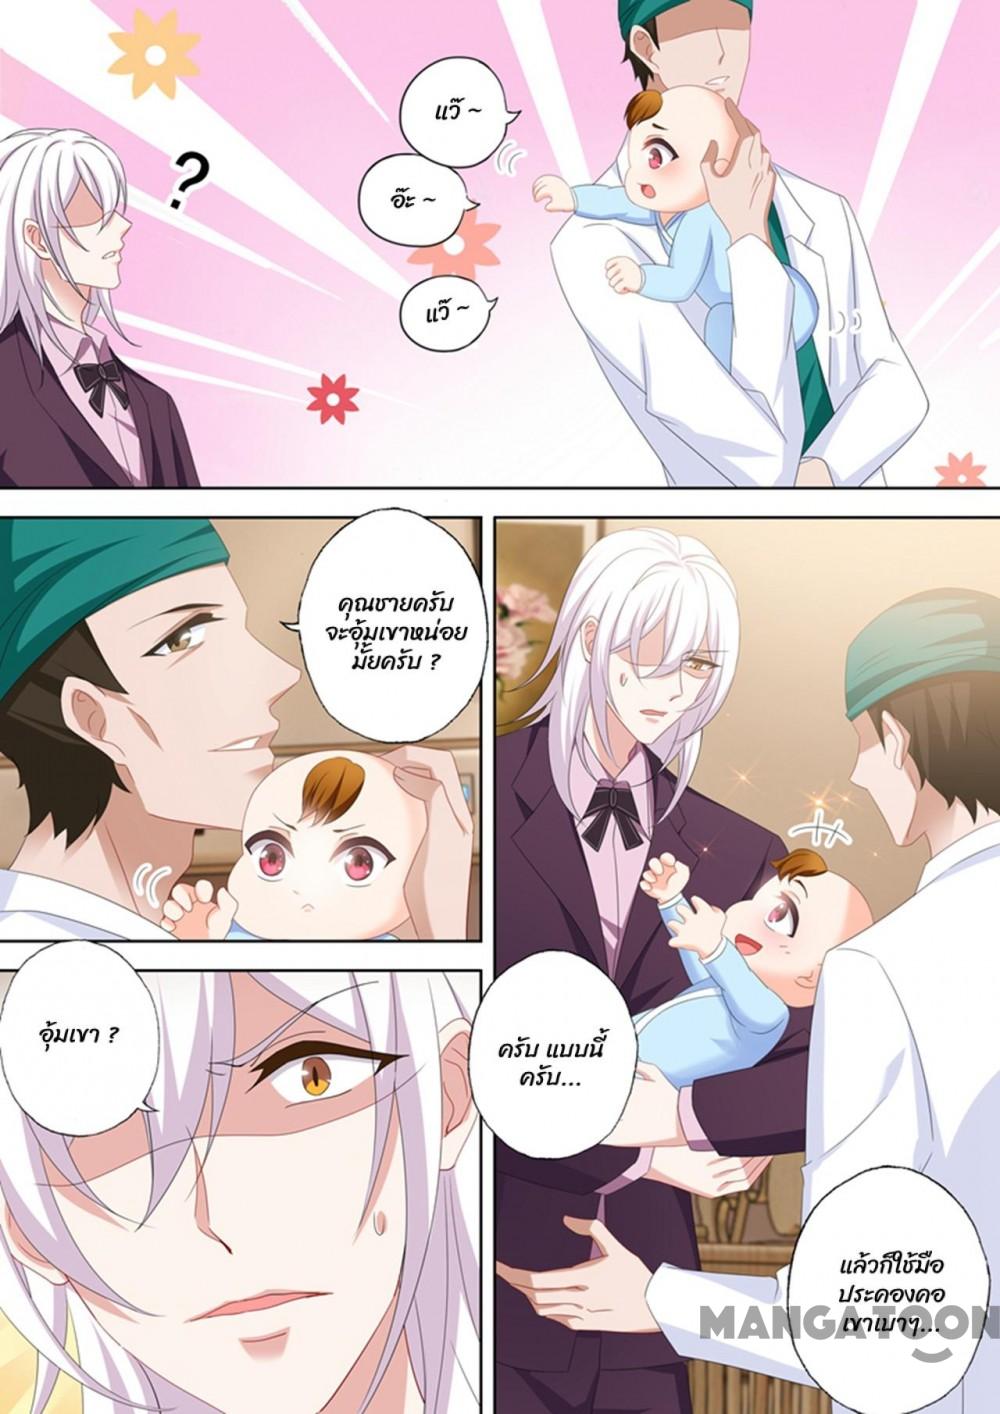 ?
แว๊ ~
อ๊ะ ~
แว๊ ~
คุณชายครับ
จะอุ้มเขาหน่อย
มั้ยครับ ?
อุ้มเขา ?
ครับ แบบนี้
ครับ...
แล้วก็ใช้มือ
ประคองคอ
เขาเบาๆ...
MANGATOON